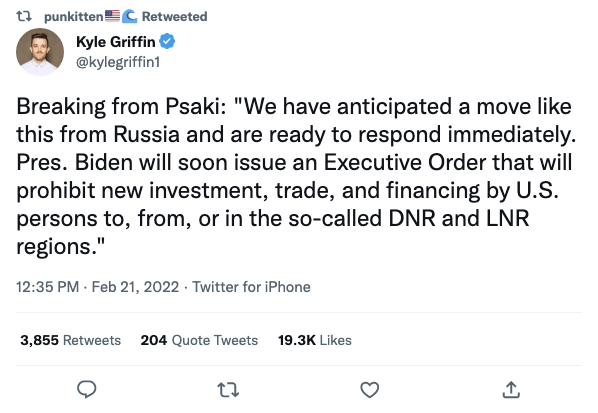 punkitten🇺🇸🌊 Retweeted
Kyle Griffin
@kylegriffin1
Breaking from Psaki: "We have anticipated a move like
this from Russia and are ready to respond immediately.
Pres. Biden will soon issue an Executive Order that will
prohibit new investment, trade, and financing by U.S.
persons to, from, or in the so-called DNR and LNR
regions."
12:35 PM · Feb 21, 2022 · Twitter for iPhone
3,855 Retweets 204 Quote Tweets 19.3K Likes